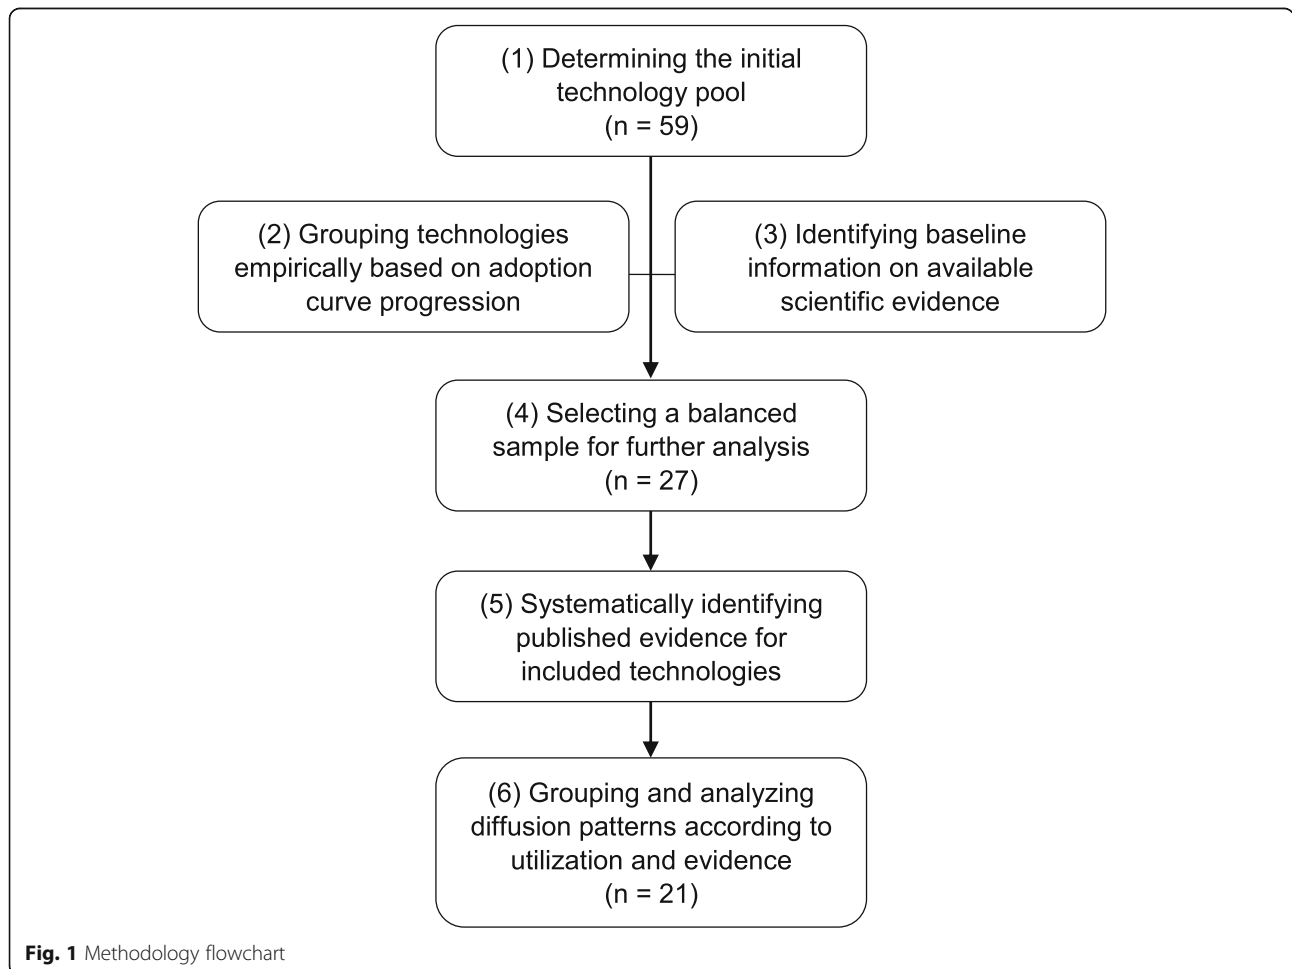 (1) Determining the initial
technology pool
(n = 59)
(2) Grouping technologies
empirically based on adoption
curve progression
(3) Identifying baseline
information on available
scientific evidence
(4) Selecting a balanced
sample for further analysis
(n = 27)
(5) Systematically identifying
published evidence for
included technologies
(6) Grouping and analyzing
diffusion patterns according to
utilization and evidence
(n = 21)
Fig. 1 Methodology flowchart